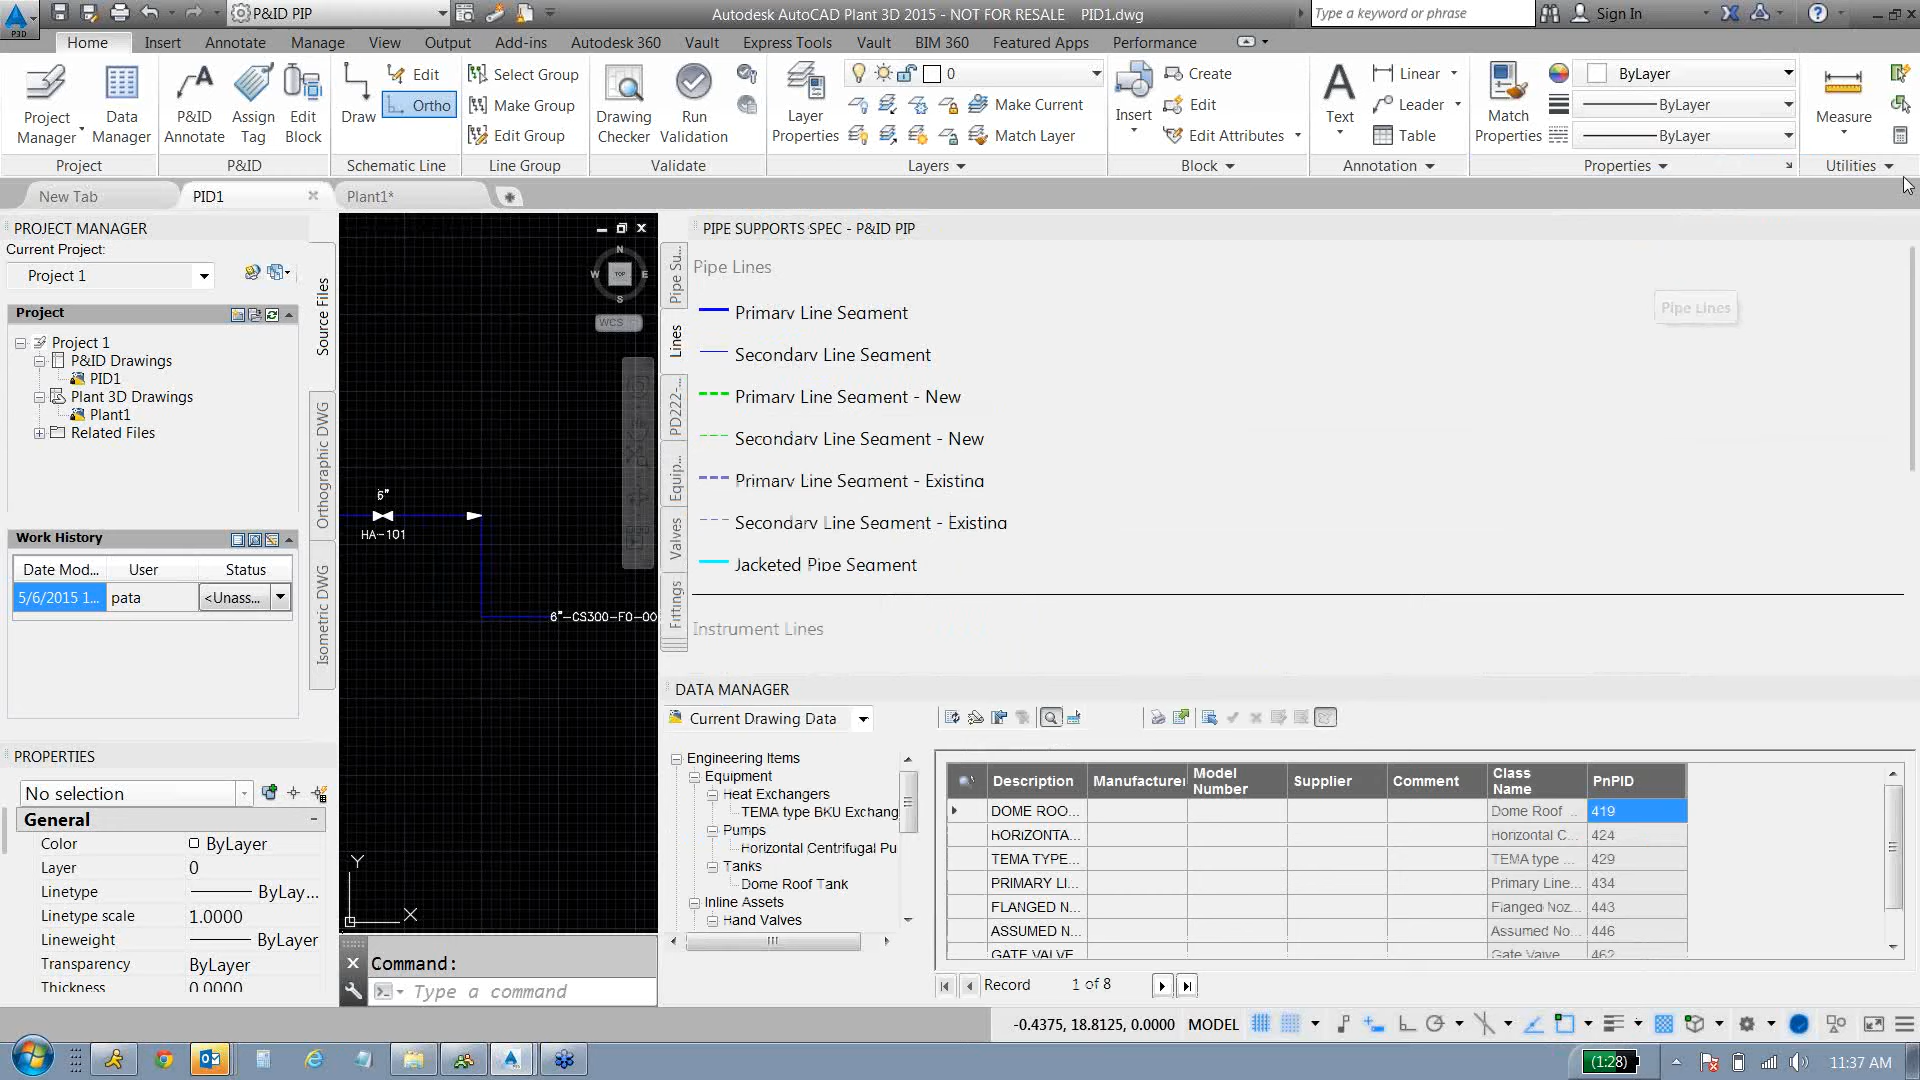 P&ID PIP
Autodesk AutoCAD Plant 3D 2015 - NOT FOR RESALE    PID1.dwg
Type a keyword or phrase
Sign In
P3D
Home Insert Annotate Manage View Output Add-ins Autodesk 360 Vault Express Tools Vault BIM 360 Featured Apps Performance
Project Manager
Data Manager
Project
P&ID Annotate
Assign Tag
Edit Block
P&ID
Draw
Edit
Ortho
Schematic Line
Select Group
Make Group
Edit Group
Line Group
Drawing Checker
Run Validation
Validate
Layer Properties
0
Make Current
Match Layer
Layers
Insert
Create
Edit
Edit Attributes
Block
Text
Linear
Leader
Table
Annotation
Match Properties
ByLayer
ByLayer
ByLayer
Properties
Measure
Utilities
New Tab
PID1
Plant1*
PROJECT MANAGER
Current Project:
Project 1
Project
Project 1
P&ID Drawings
PID1
Plant 3D Drawings
Plant1
Related Files
Source Files
Orthographic DWG
Isometric DWG
Work History
Date Mod... User Status
5/6/2015 1... pata <Unass...
PROPERTIES
No selection
General
Color ByLayer
Layer 0
Linetype ByLay...
Linetype scale 1.0000
Lineweight ByLayer
Transparency ByLayer
Thickness 0.0000
N
W TOP E
S
WCS
6"
HA-101
6"-CS300-FO-00
Y
X
Command:
Type a command
PIPE SUPPORTS SPEC - P&ID PIP
Pipe Su...
Lines
PD222-...
Equip...
Valves
Fittings
Pipe Lines
Primary Line Segment
Secondary Line Segment
Primary Line Segment - New
Secondary Line Segment - New
Primary Line Segment - Existing
Secondary Line Segment - Existing
Jacketed Pipe Segment
Instrument Lines
Pipe Lines
DATA MANAGER
Current Drawing Data
Engineering Items
Equipment
Heat Exchangers
TEMA type BKU Exchang
Pumps
Horizontal Centrifugal Pu
Tanks
Dome Roof Tank
Inline Assets
Hand Valves
Description Manufacturer Model Number Supplier Comment Class Name PnPID
DOME ROO... Dome Roof ... 419
HORIZONTA... Horizontal C... 424
TEMA TYPE... TEMA type ... 429
PRIMARY LI... Primary Line... 434
FLANGED N... Flanged Noz... 443
ASSUMED N... Assumed No... 446
GATE VALVE Gate Valve 462
Record 1 of 8
-0.4375, 18.8125, 0.0000 MODEL
(1:28)
11:37 AM